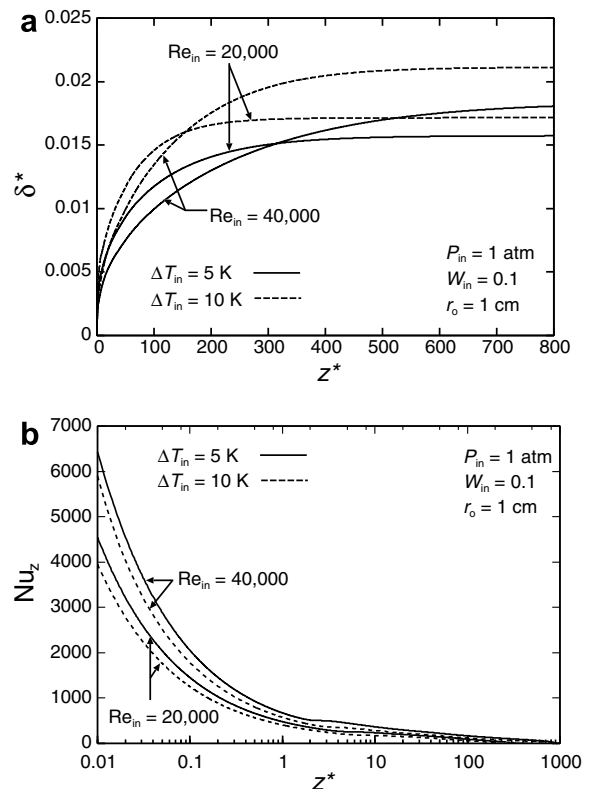 a
0.025
0.02
0.015
0.01
0.005
0
δ*
Re_in = 20,000
Re_in = 40,000
ΔT_in = 5 K
ΔT_in = 10 K
P_in = 1 atm
W_in = 0.1
r_o = 1 cm
0 100 200 300 400 500 600 700 800
z*
b
7000
6000
5000
4000
3000
2000
1000
0
Nu_z
ΔT_in = 5 K
ΔT_in = 10 K
P_in = 1 atm
W_in = 0.1
r_o = 1 cm
Re_in = 40,000
Re_in = 20,000
0.01 0.1 1 10 100 1000
z*